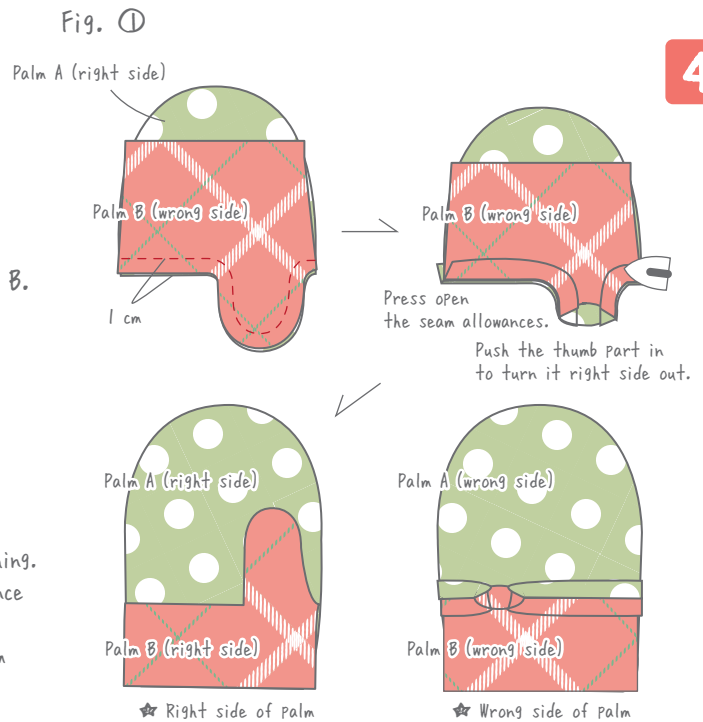 Fig. ①
Palm A (right side)
4
Palm B (wrong side)
Palm B (wrong side)
B.
1 cm
Press open
the seam allowances.
Push the thumb part in
to turn it right side out.
Palm A (right side)
Palm A (wrong side)
Palm B (right side)
Palm B (wrong side)
Right side of palm
Wrong side of palm